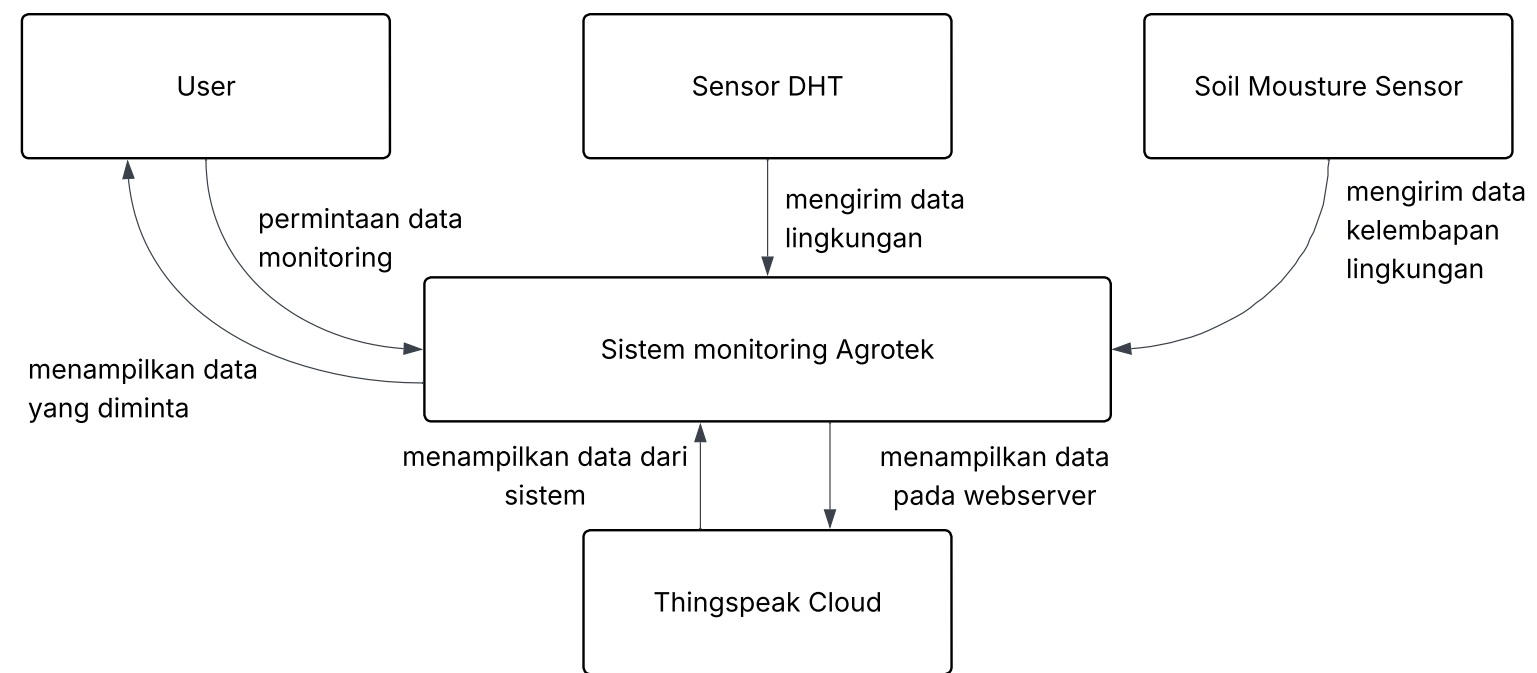 User
Sensor DHT
Soil Mousture Sensor
permintaan data
monitoring
mengirim data
lingkungan
mengirim data
kelembapan
lingkungan
Sistem monitoring Agrotek
menampilkan data
yang diminta
menampilkan data dari
sistem
menampilkan data
pada webserver
Thingspeak Cloud